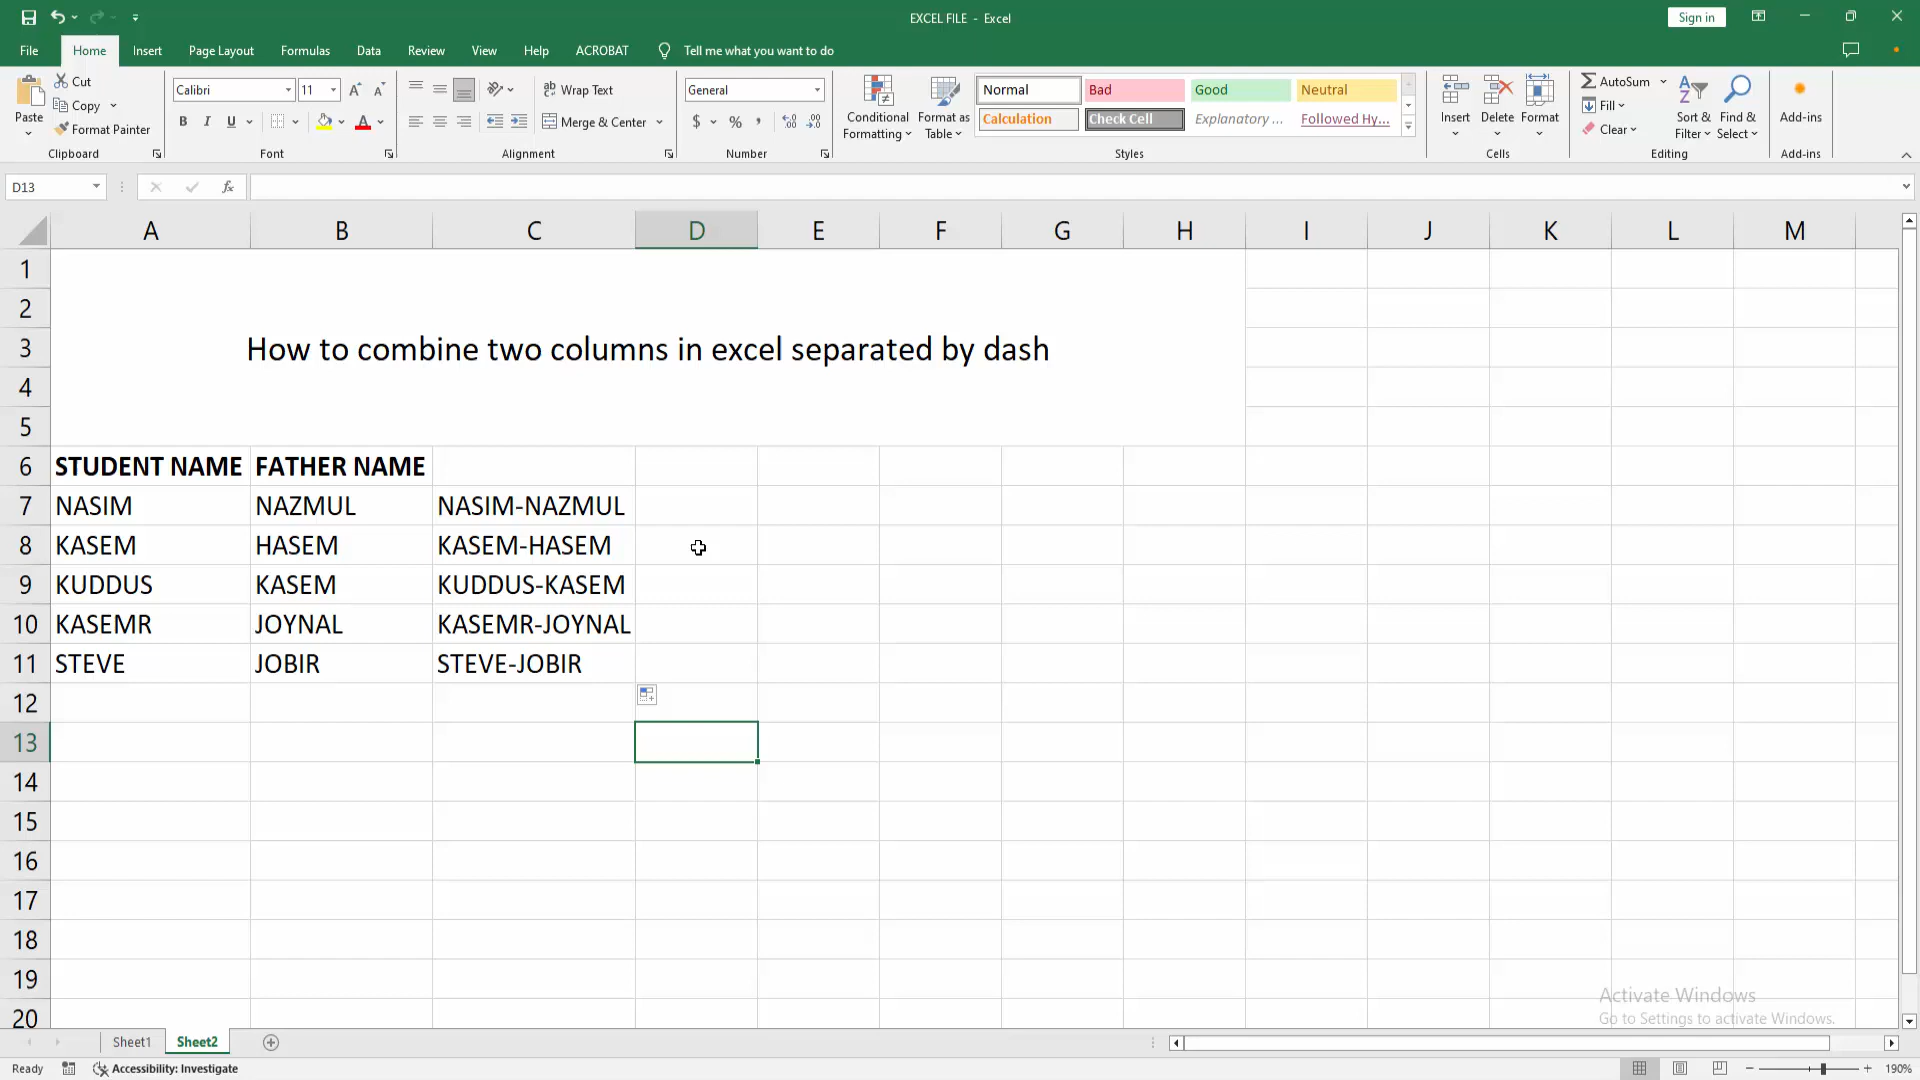 EXCEL FILE - Excel
Sign in
File Home Insert Page Layout Formulas Data Review View Help ACROBAT Tell me what you want to do
Paste
Cut
Copy
Format Painter
Clipboard
Calibri 11
B I U A
Font
Wrap Text
Merge & Center
Alignment
General
$ % ,
Number
Conditional Formatting
Format as Table
Normal Bad Good Neutral
Calculation Check Cell Explanatory ... Followed Hy...
Styles
Insert Delete Format
Cells
AutoSum
Fill
Clear
Sort & Filter
Find & Select
Editing
Add-ins
Add-ins
D13 fx
A B C D E F G H I J K L M
1
2
3 How to combine two columns in excel separated by dash
4
5
6 STUDENT NAME FATHER NAME
7 NASIM NAZMUL NASIM-NAZMUL
8 KASEM HASEM KASEM-HASEM
9 KUDDUS KASEM KUDDUS-KASEM
10 KASEMR JOYNAL KASEMR-JOYNAL
11 STEVE JOBIR STEVE-JOBIR
12
13
14
15
16
17
18
19
20
Activate Windows
Go to Settings to activate Windows.
Sheet1 Sheet2
Ready Accessibility: Investigate 190%